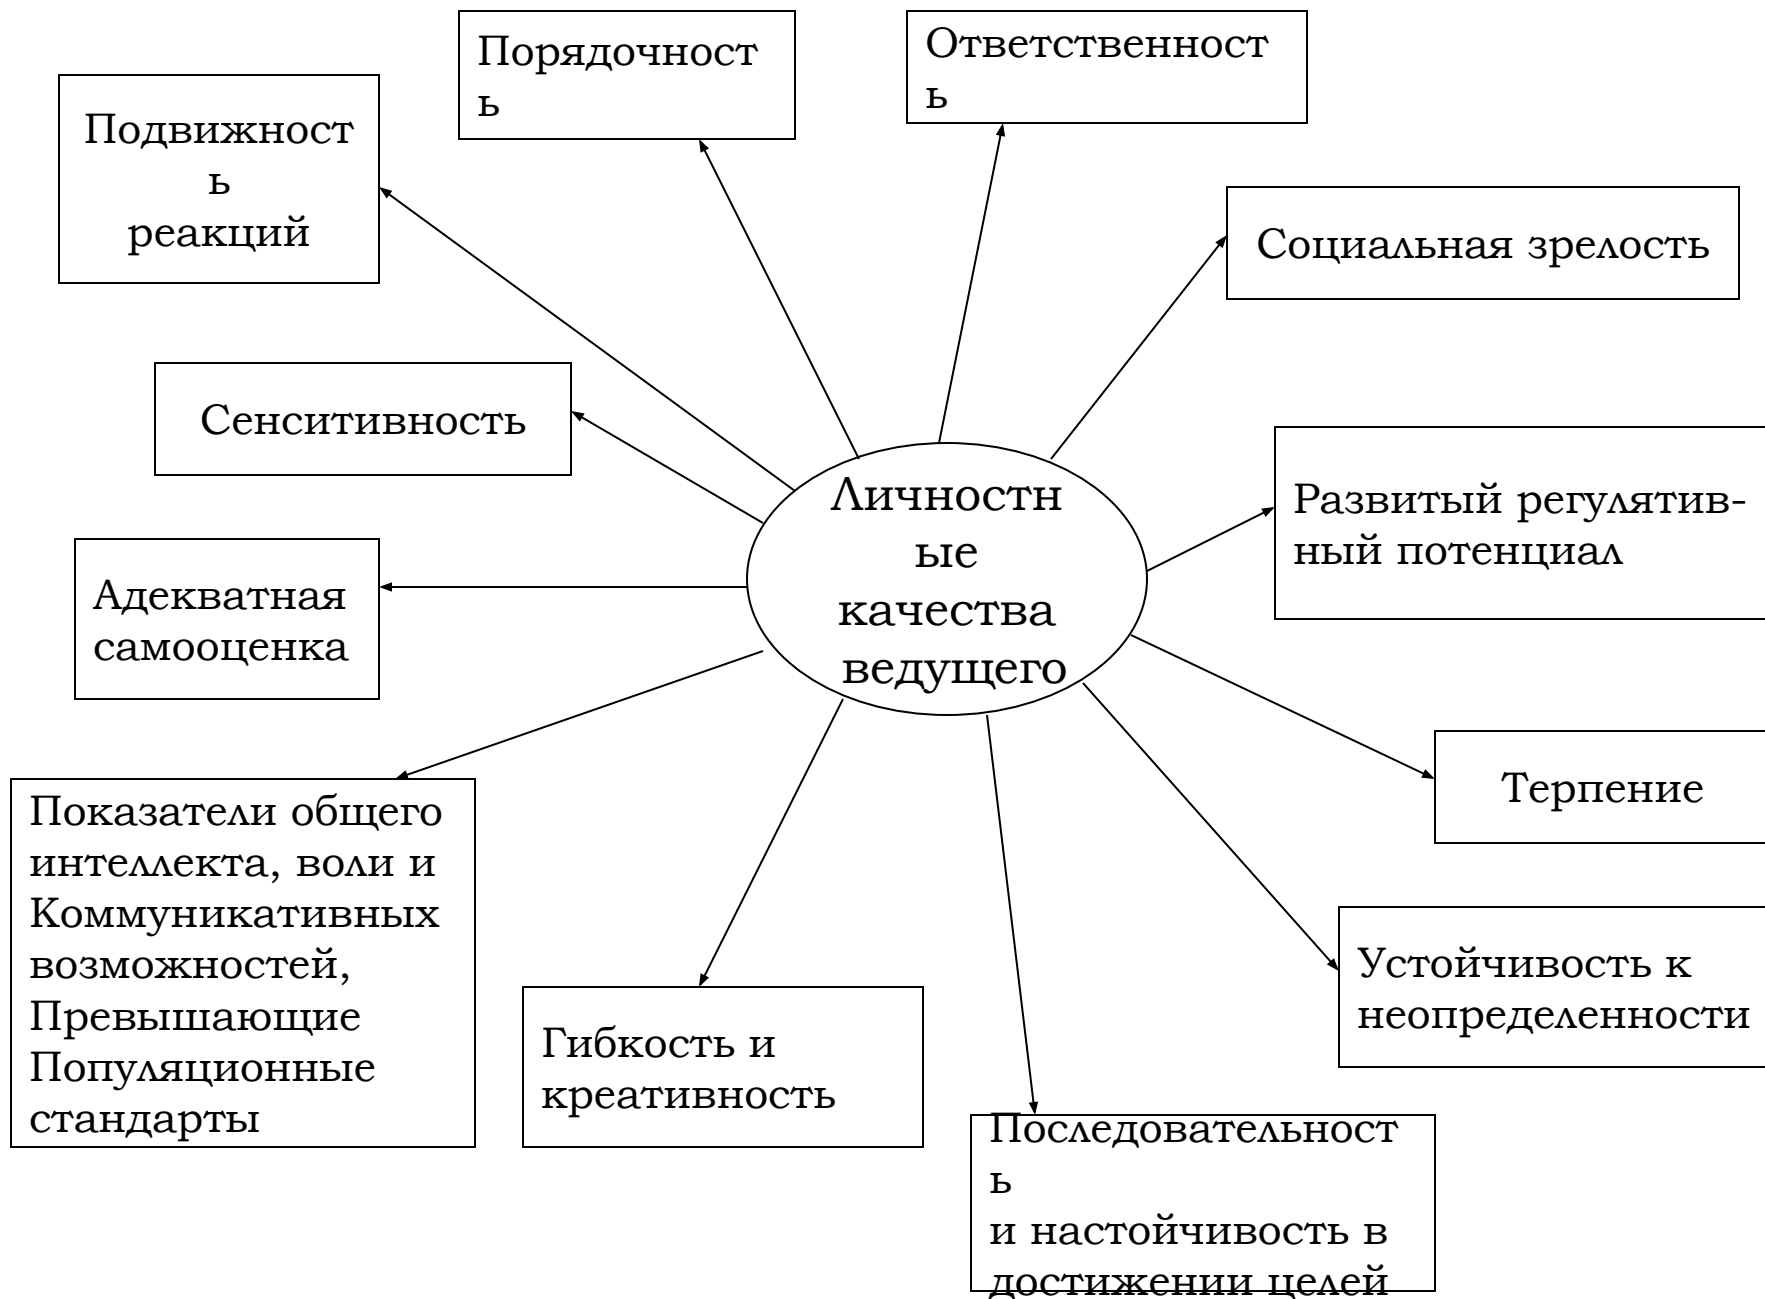 Порядочност
ь
Ответственност
ь
Подвижност
ь
реакций
Социальная зрелость
Сенситивность
Развитый регулятив-
ный потенциал
Личностн
ые
качества
ведущего
Адекватная
самооценка
Терпение
Показатели общего
интеллекта, воли и
Коммуникативных
возможностей,
Превышающие
Популяционные
стандарты
Устойчивость к
неопределенности
Гибкость и
креативность
Последовательност
ь
и настойчивость в
достижении целей